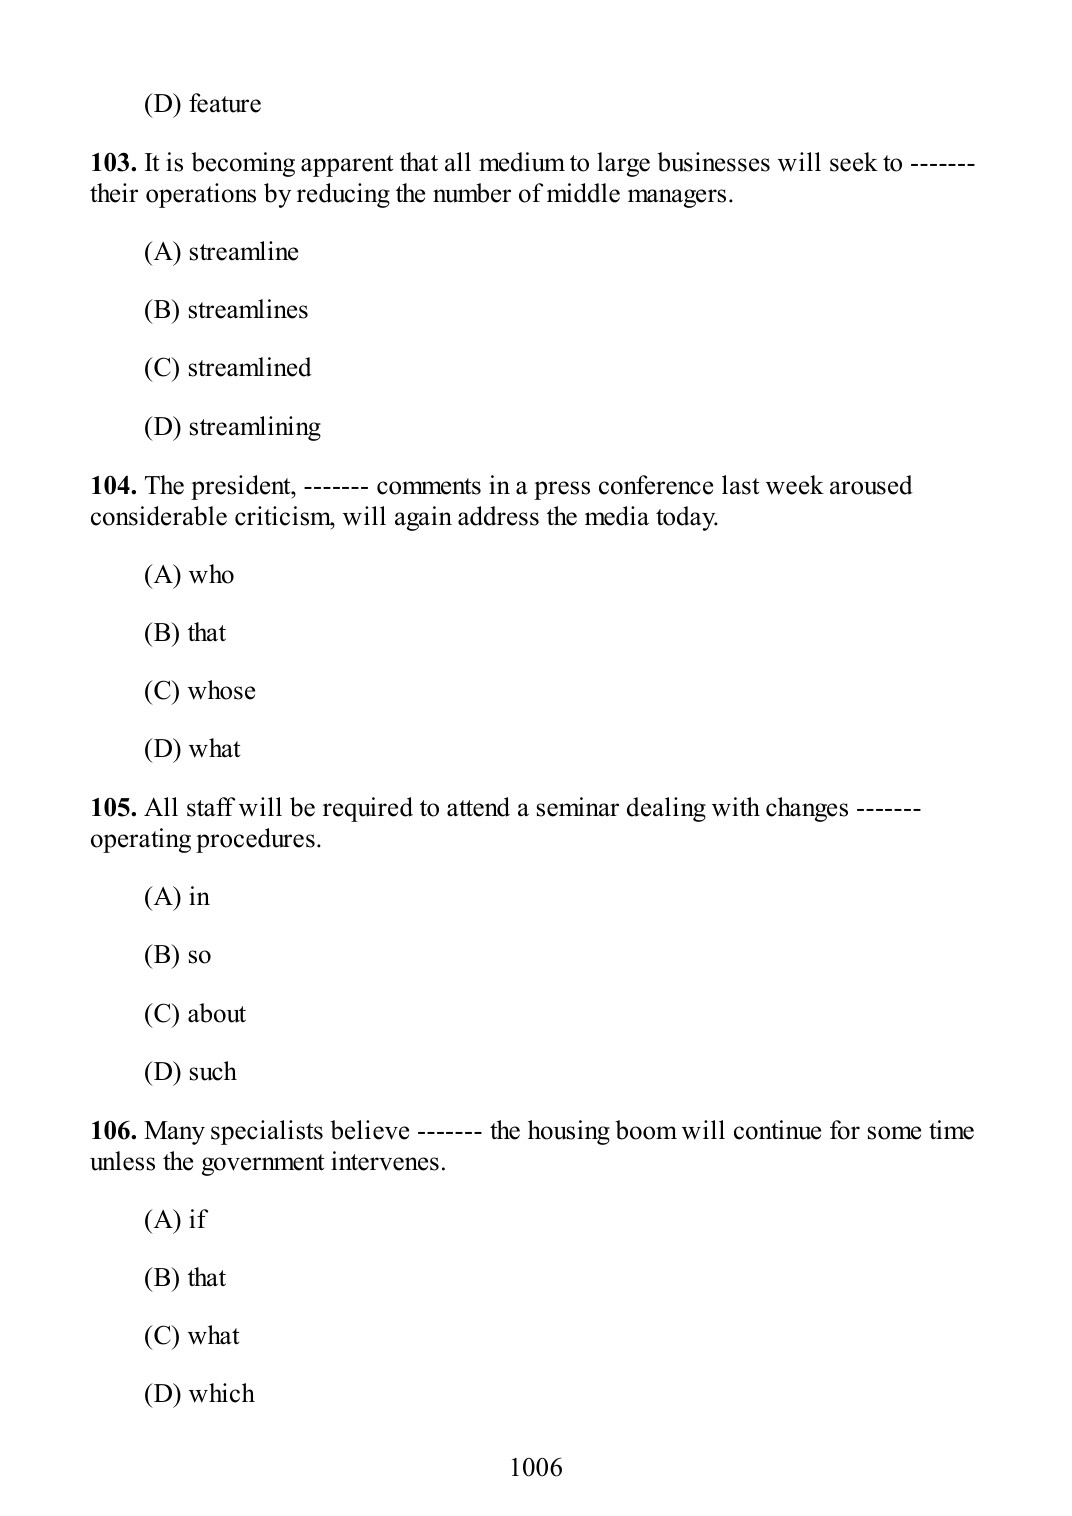 (D) feature
103. It is becoming apparent that all medium to large businesses will seek to -------
their operations by reducing the number of middle managers.
(A) streamline
(B) streamlines
(C) streamlined
(D) streamlining
104. The president, ------- comments in a press conference last week aroused
considerable criticism, will again address the media today.
(A) who
(B) that
(C) whose
(D) what
105. All staff will be required to attend a seminar dealing with changes -------
operating procedures.
(A) in
(B) so
(C) about
(D) such
106. Many specialists believe ------- the housing boom will continue for some time
unless the government intervenes.
(A) if
(B) that
(C) what
(D) which
1006